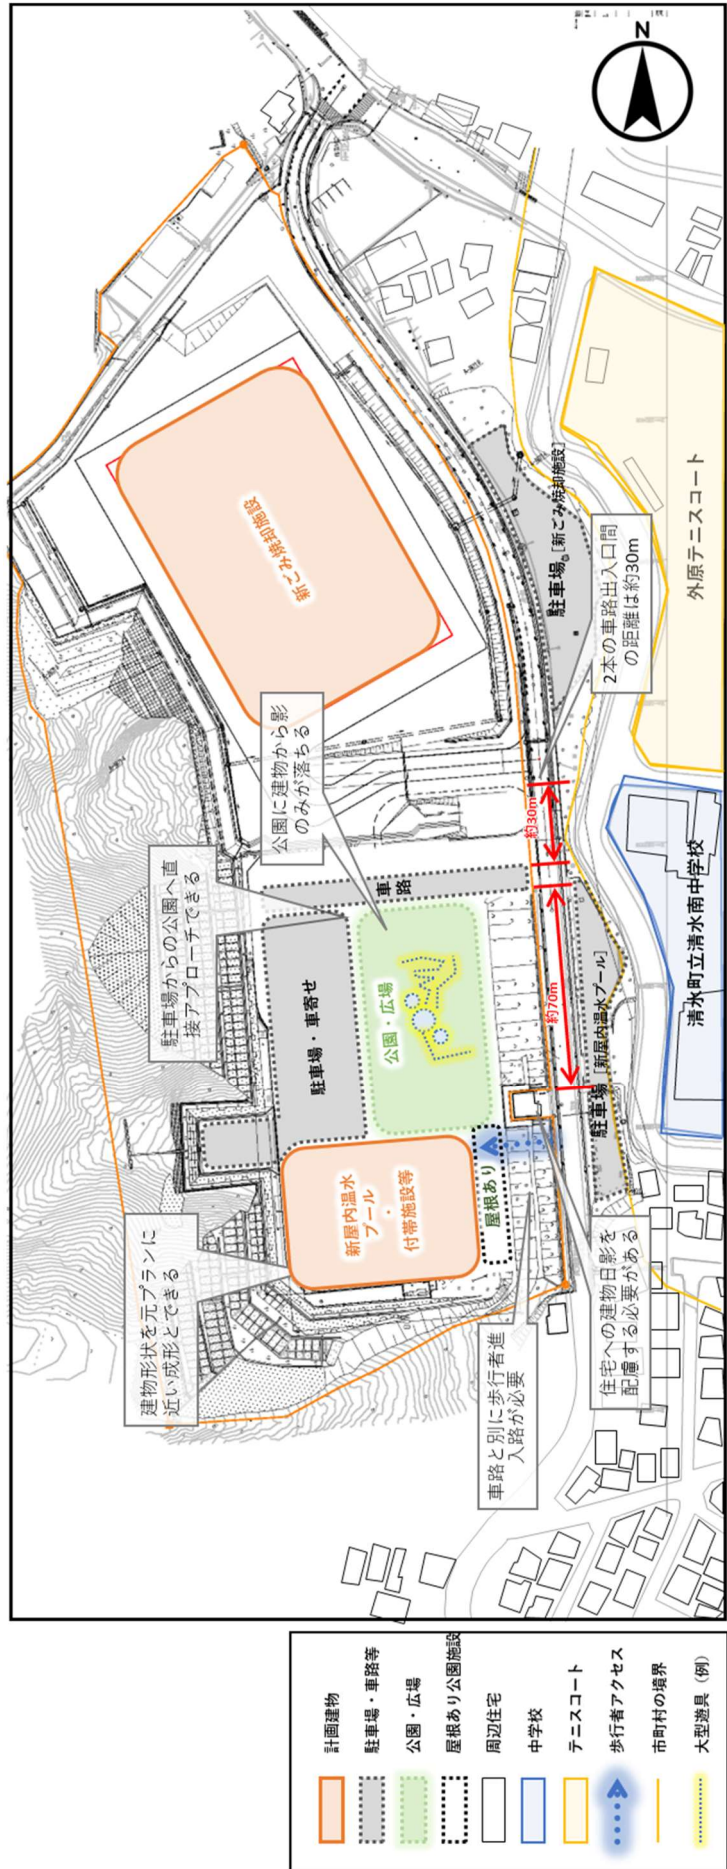 N
新ごみ焼却施設
公園に建物から影
のみが落ちる
駐車場からの公園へ直
接アプローチできる
建物形状を元プランに
近い成形とできる
駐車場・車寄せ
車路
公園・広場
新屋内温水
プール
・
付帯施設等
屋根あり
車路と別に歩行者進
入路が必要
住宅への建物日影を
配慮する必要がある
約70m
約30m
2本の車路出入口間
の距離は約30m
駐車場[新ごみ焼却施設]
駐車場[新屋内温水プール]
外原テニスコート
清水町立清水南中学校
計画建物
駐車場・車路等
公園・広場
屋根あり公園施設
周辺住宅
中学校
テニスコート
歩行者アクセス
市町村の境界
大型遊具（例）